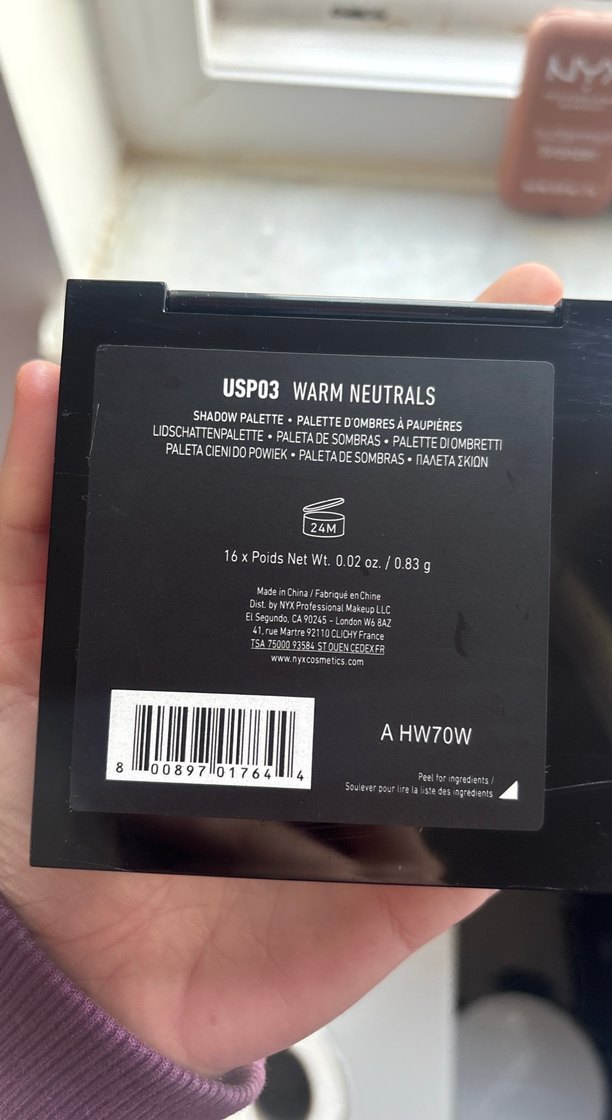 NYX
USP03 WARM NEUTRALS
SHADOW PALETTE • PALETTE D'OMBRES À PAUPIÈRES
LIDSCHATTENPALETTE • PALETA DE SOMBRAS • PALETTE DI OMBRETTI
PALETA CIENI DO POWIEK • PALETA DE SOMBRAS • ΠΑΛΕΤΑ ΣΚΙΩΝ
24M
16 x Poids Net Wt. 0.02 oz. / 0.83 g
Made in China / Fabriqué en Chine
Dist. by NYX Professional Makeup LLC
El Segundo, CA 90245 - London W6 8AZ
41, rue Martre 92110 CLICHY France
TSA 75000 93584 ST OUEN CEDEX FR
www.nyxcosmetics.com
8 00897 01764 4
A HW70W
Peel for ingredients /
Soulever pour lire la liste des ingrédients